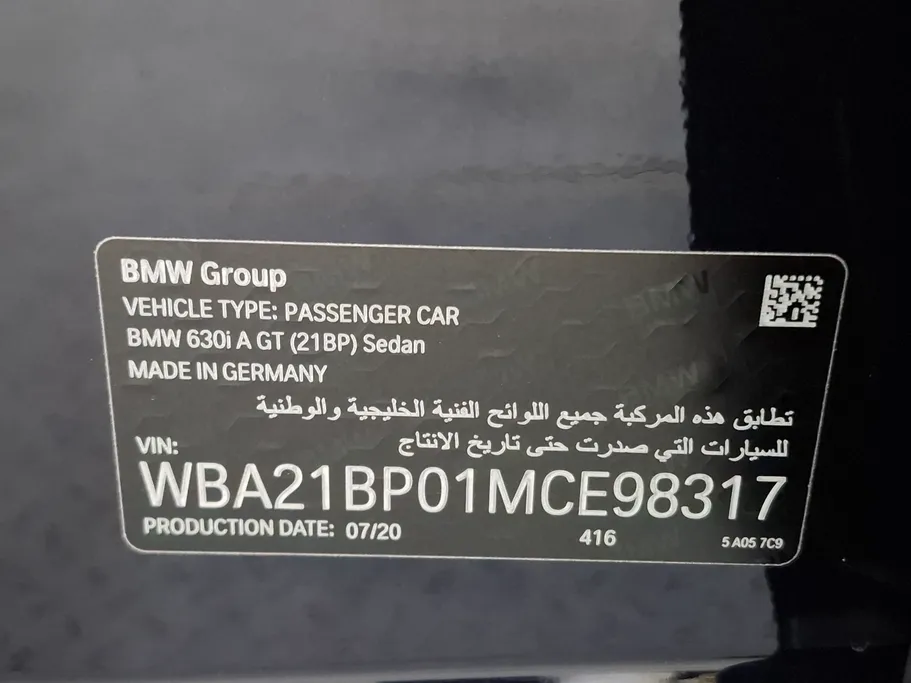 BMW Group
VEHICLE TYPE: PASSENGER CAR
BMW 630i A GT (21BP) Sedan
MADE IN GERMANY
تطابق هذه المركبة جميع اللوائح الفنية الخليجية والوطنية
للسيارات التي صدرت حتى تاريخ الانتاج
VIN:
WBA21BP01MCE98317
PRODUCTION DATE: 07/20
416
5 A05 7C9